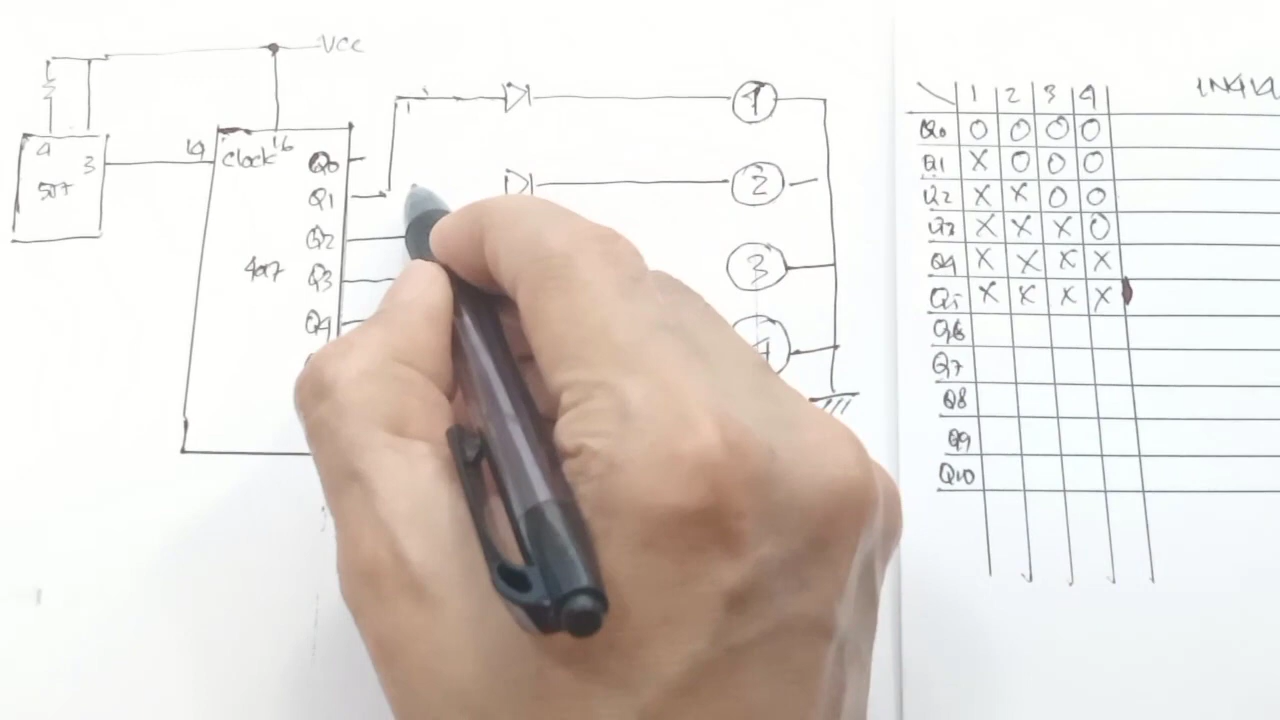 VCC
4
3
507
14
Clock
16
Q0
Q1
Q2
Q3
Q4
4017
1
2
3
4
1 2 3 4
Q0 O O O O
Q1 X O O O
Q2 X X O O
Q3 X X X O
Q4 X X X X
Q5 X X X X
Q6
Q7
Q8
Q9
Q10